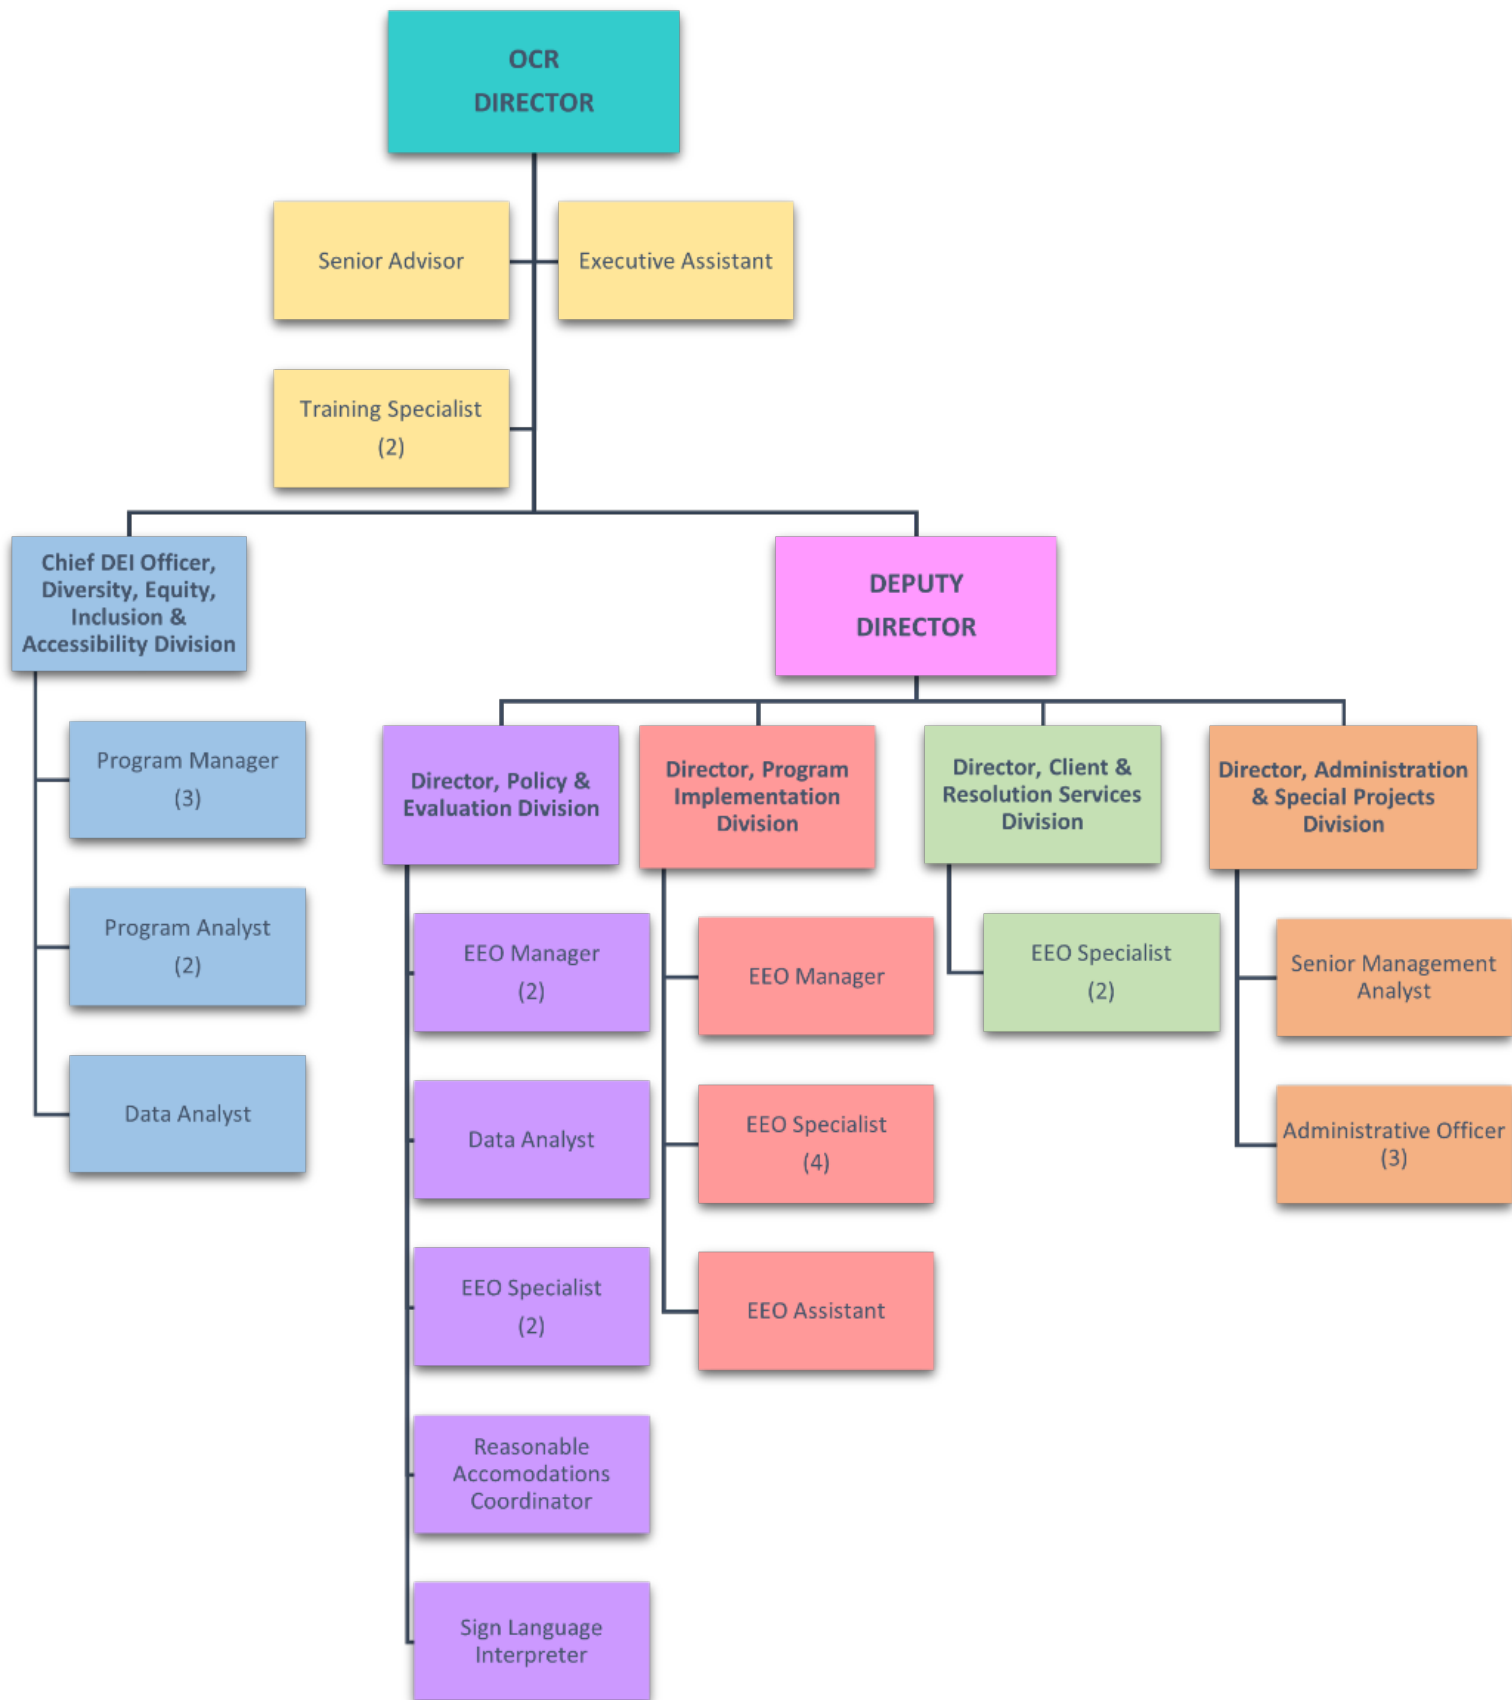 OCR
DIRECTOR
Senior Advisor
Executive Assistant
Training Specialist
(2)
Chief DEI Officer,
Diversity, Equity,
Inclusion &
Accessibility Division
DEPUTY
DIRECTOR
Program Manager
(3)
Program Analyst
(2)
Data Analyst
Director, Policy &
Evaluation Division
EEO Manager
(2)
Data Analyst
EEO Specialist
(2)
Reasonable
Accomodations
Coordinator
Sign Language
Interpreter
Director, Program
Implementation
Division
EEO Manager
EEO Specialist
(4)
EEO Assistant
Director, Client &
Resolution Services
Division
EEO Specialist
(2)
Director, Administration
& Special Projects
Division
Senior Management
Analyst
Administrative Officer
(3)